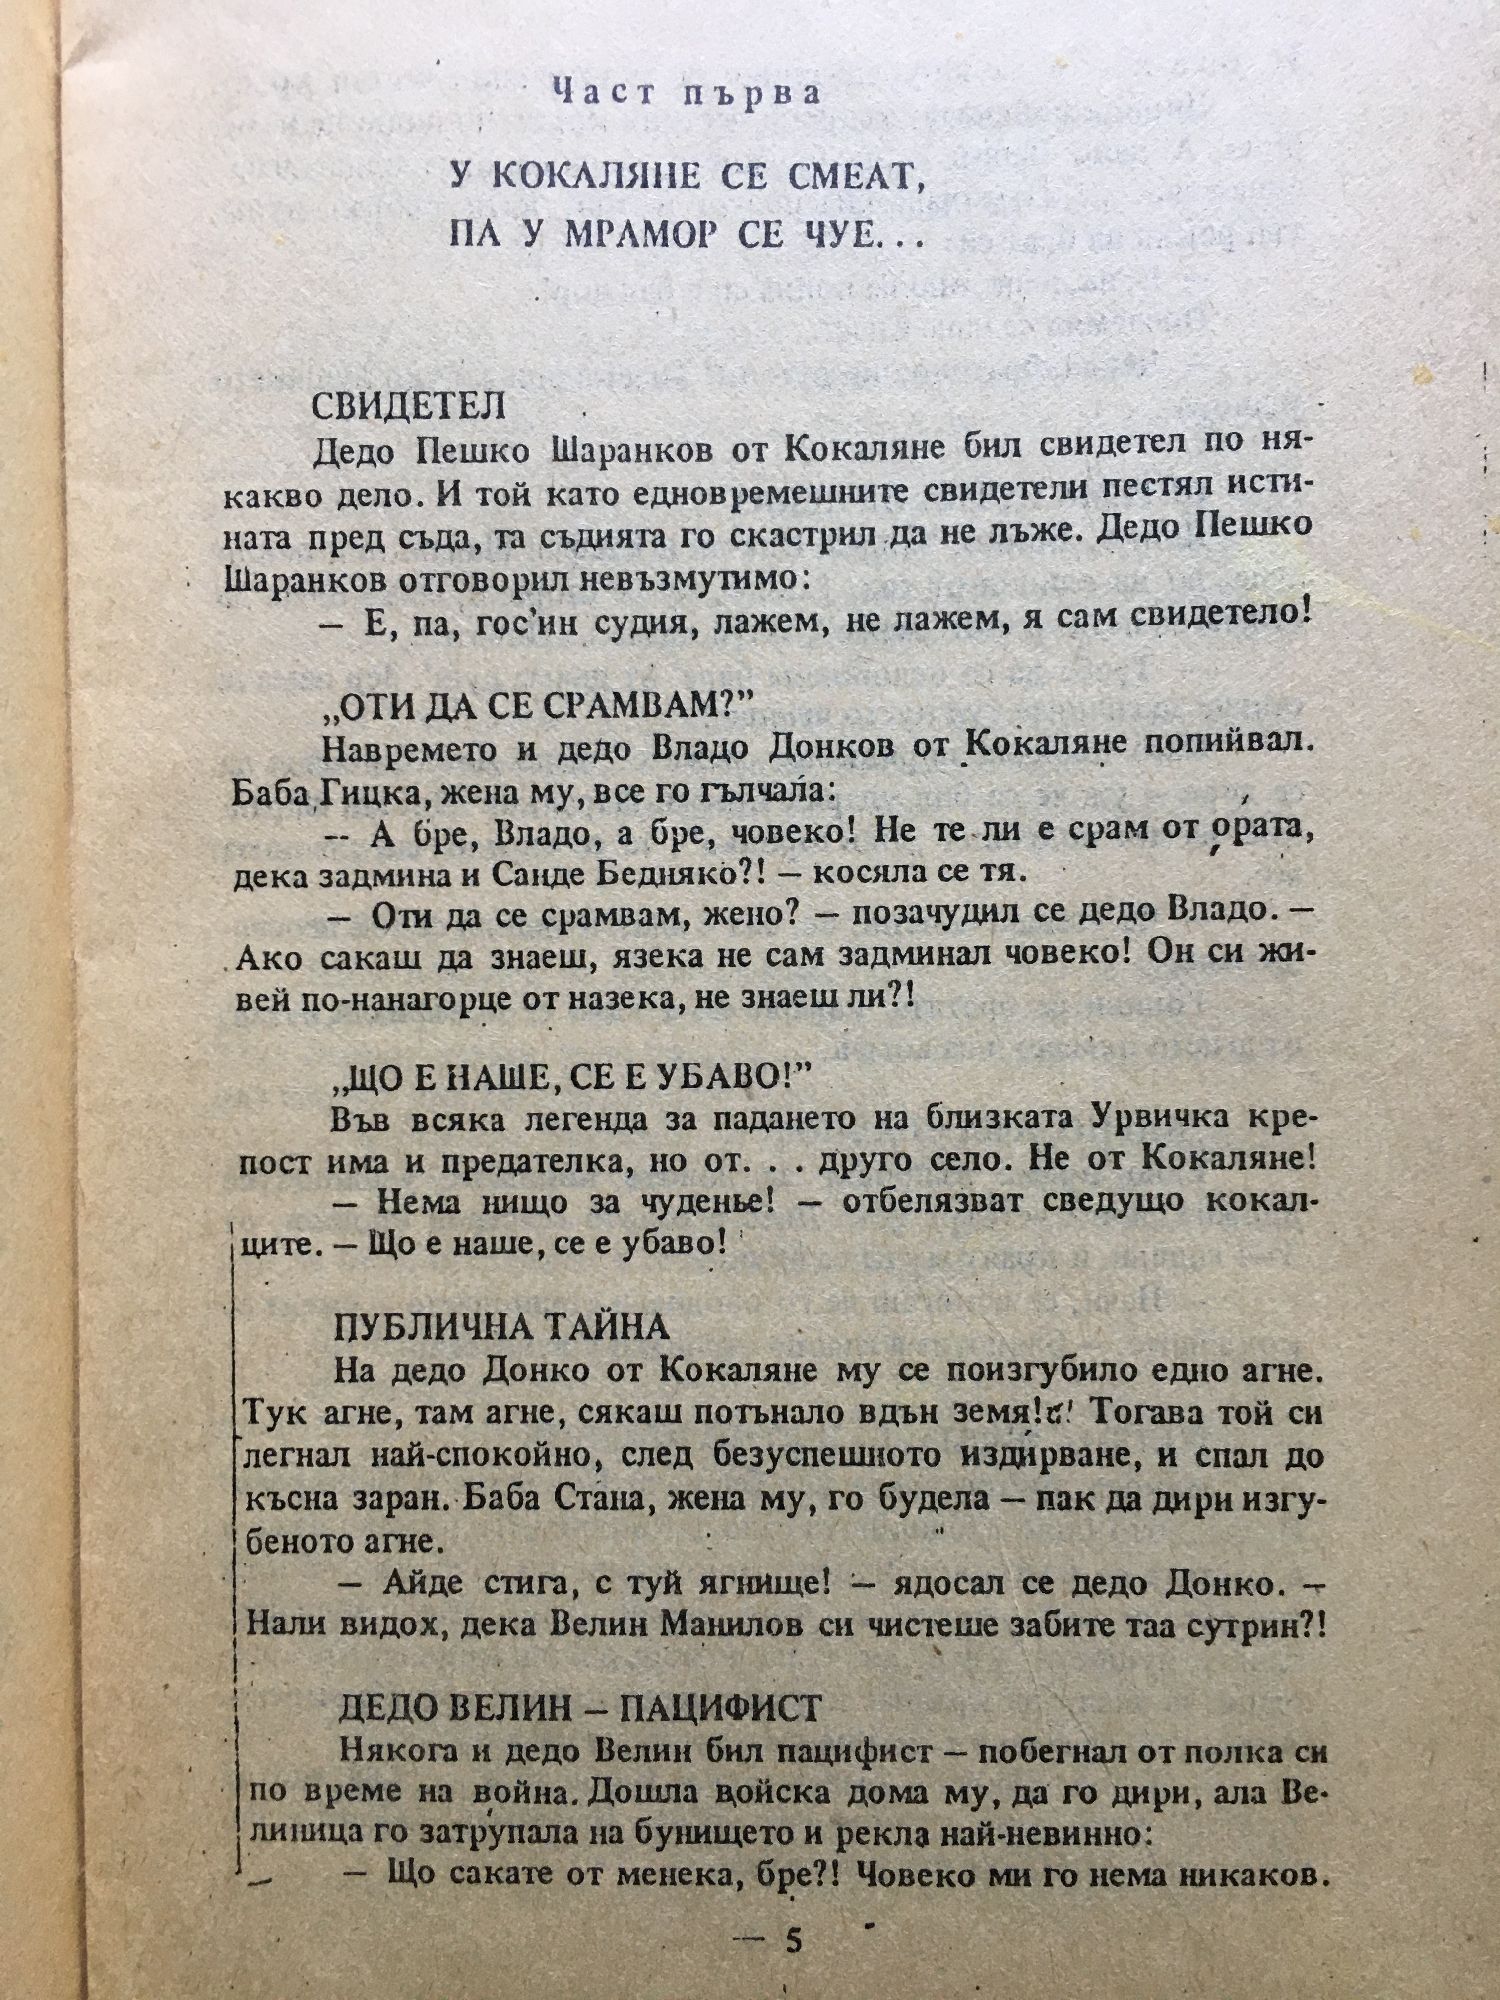 Част първа
У КОКАЛЯНЕ СЕ СМЕАТ,
ПА У МРАМОР СЕ ЧУЕ...
СВИДЕТЕЛ
Дедо Пешко Шаранков от Кокаляне бил свидетел по ня-
какво дело. И той като едновремешните свидетели пестял исти-
ната пред съда, та съдията го скастрил да не лъже. Дедо Пешко
Шаранков отговорил невъзмутимо:
— Е, па, гос'ин судия, лажем, не лажем, я сам свидетело!
„ОТИ ДА СЕ СРАМВАМ?”
Навремето и дедо Владо Донков от Кокаляне попийвал.
Баба Гицка, жена му, все го гълчала:
— А бре, Владо, а бре, човеко! Не те ли е срам от ората,
дека задмина и Санде Бедняко?! — косяла се тя.
— Оти да се срамвам, жено? — позачудил се дедо Владо. —
Ако сакаш да знаеш, язека не сам задминал човеко! Он си жи-
вей по-нанагорце от назека, не знаеш ли?!
„ЩО Е НАШЕ, СЕ Е УБАВО!”
Във всяка легенда за падането на близката Урвичка кре-
пост има и предателка, но от. . . друго село. Не от Кокаляне!
— Нема нищо за чуденье! — отбелязват сведущо кокал-
ците. — Що е наше, се е убаво!
ПУБЛИЧНА ТАЙНА
На дедо Донко от Кокаляне му се поизгубило едно агне.
Тук агне, там агне, сякаш потънало вдън земя! Тогава той си
легнал най-спокойно, след безуспешното издирване, и спал до
късна заран. Баба Стана, жена му, го будела — пак да дири изгу-
беното агне.
— Айде стига, с туй ягнище! — ядосал се дедо Донко. —
Нали видох, дека Велин Манилов си чистеше забите таа сутрин?!
ДЕДО ВЕЛИН — ПАЦИФИСТ
Някога и дедо Велин бил пацифист — побегнал от полка си
по време на война. Дошла войска дома му, да го дири, ала Ве-
линица го затрупала на бунището и рекла най-невинно:
— Що сакате от менека, бре?! Човеко ми го нема никаков.
— 5